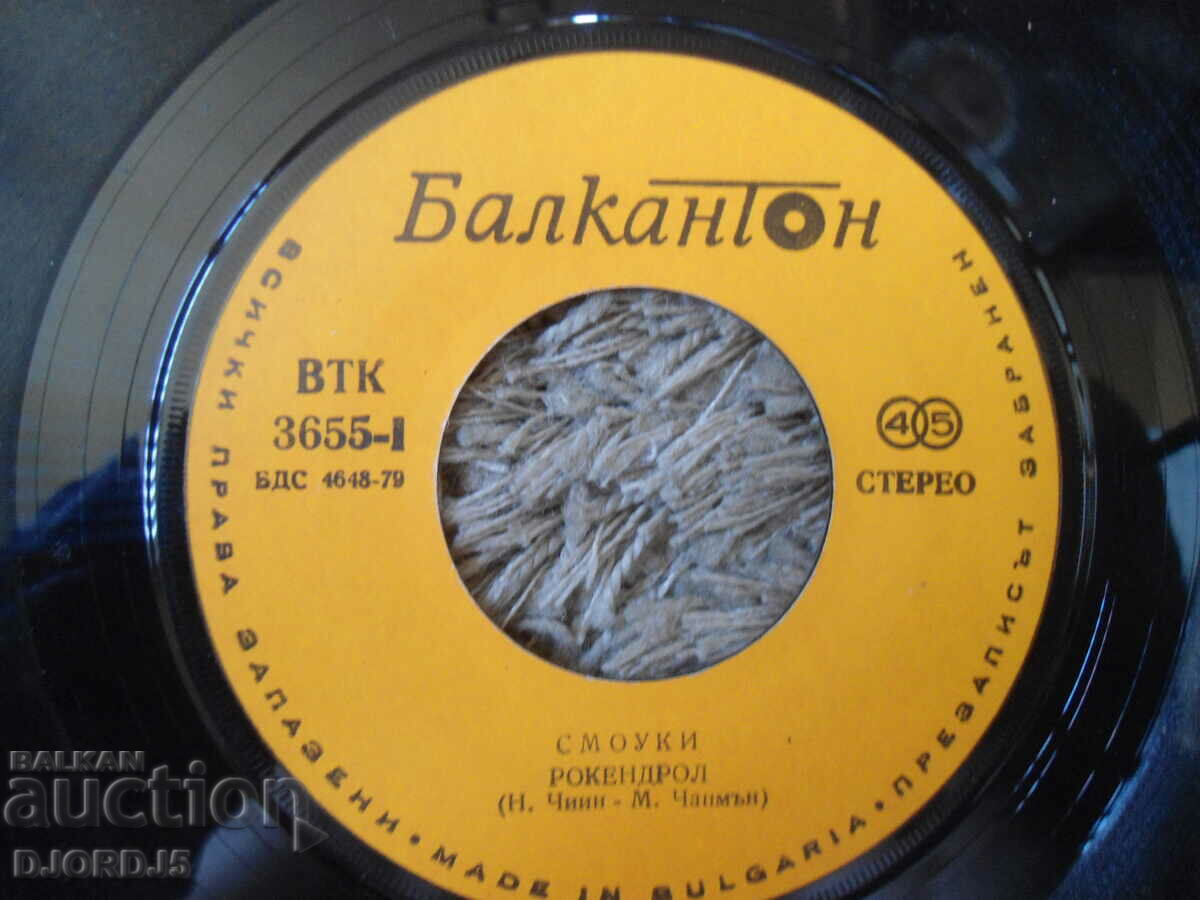 Балкантон
ВТК
3655-1
БДС 4648-79
45
СТЕРЕО
СМОУКИ
РОКЕНДРОЛ
(Н. Чиин - М. Чапмън)
ВСИЧКИ ПРАВА ЗАПАЗЕНИ • MADE IN BULGARIA • ПРЕЗАПИСЪТ ЗАБРАНЕН
BALKAN
auction
DJORDJ5